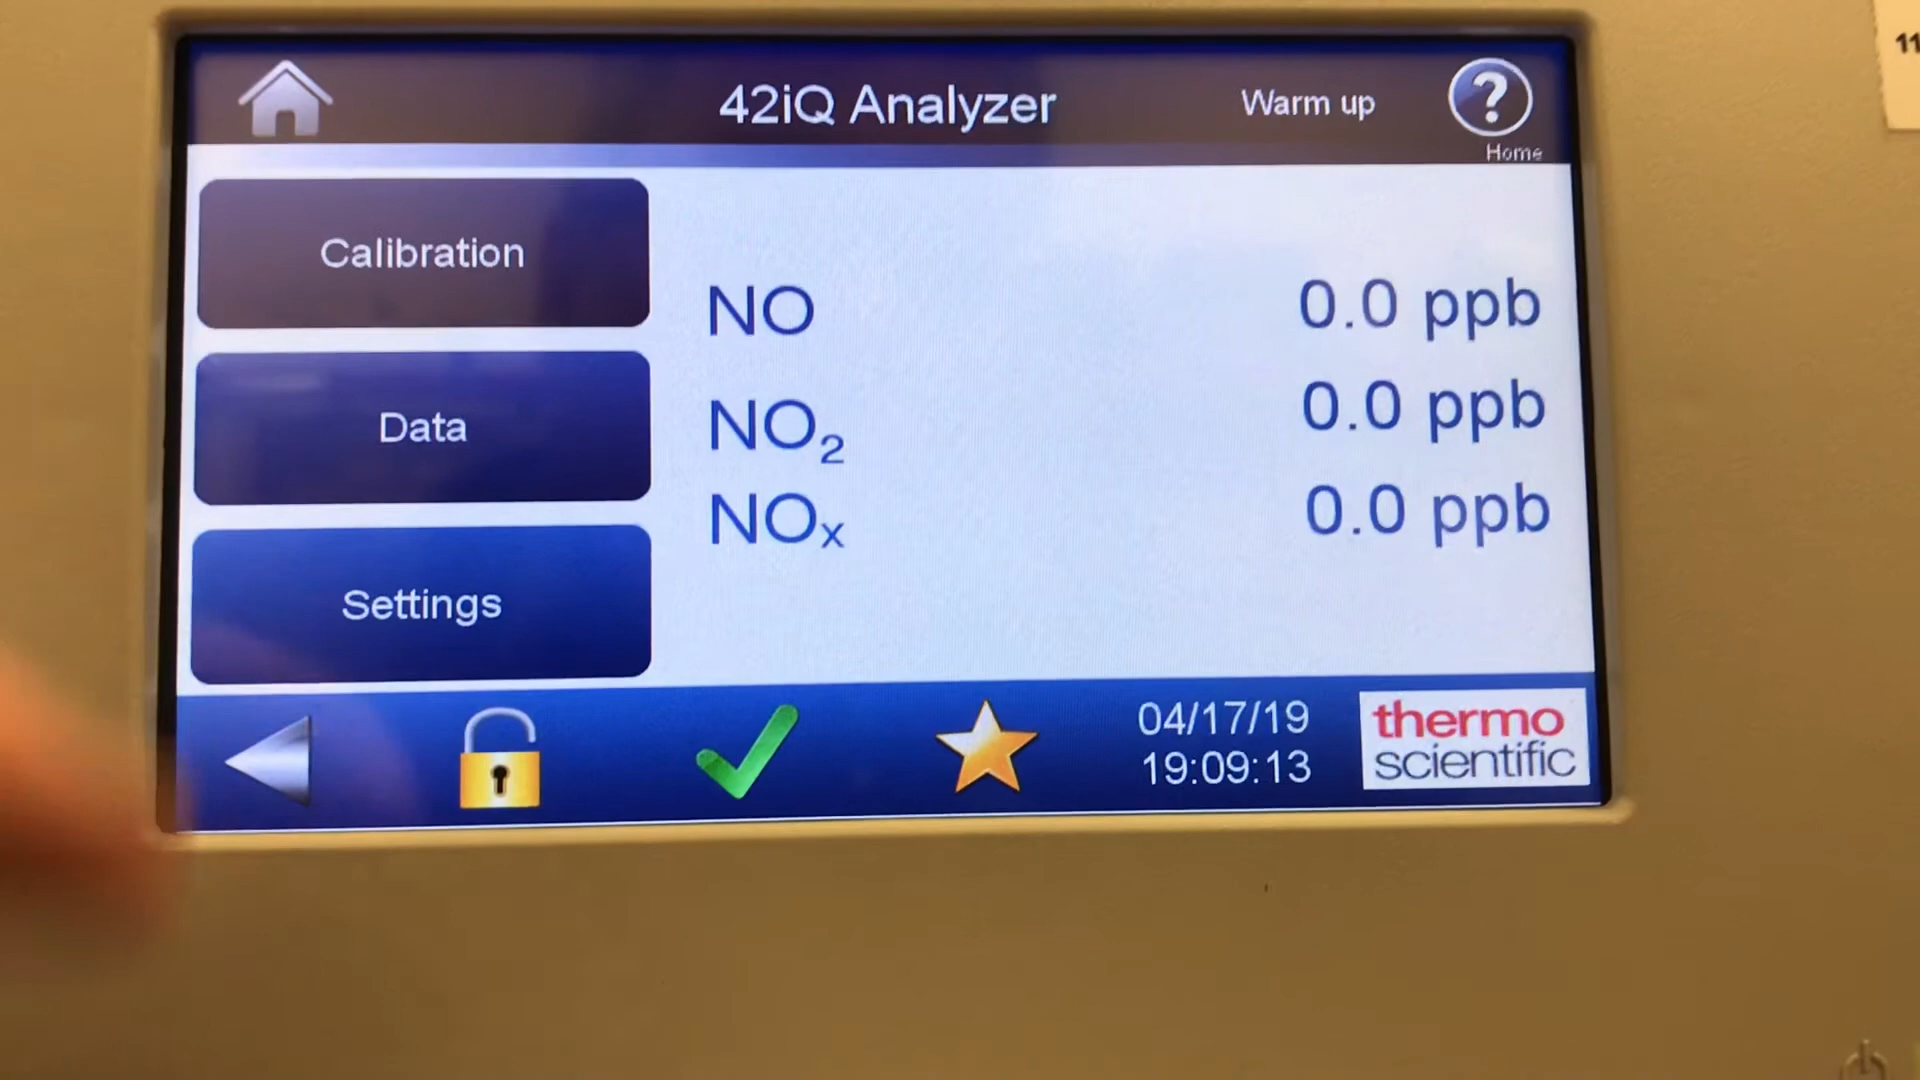 42iQ Analyzer
Warm up
?
Home
Calibration
Data
Settings
NO 0.0 ppb
NO₂ 0.0 ppb
NOₓ 0.0 ppb
04/17/19
19:09:13
thermo
scientific
11